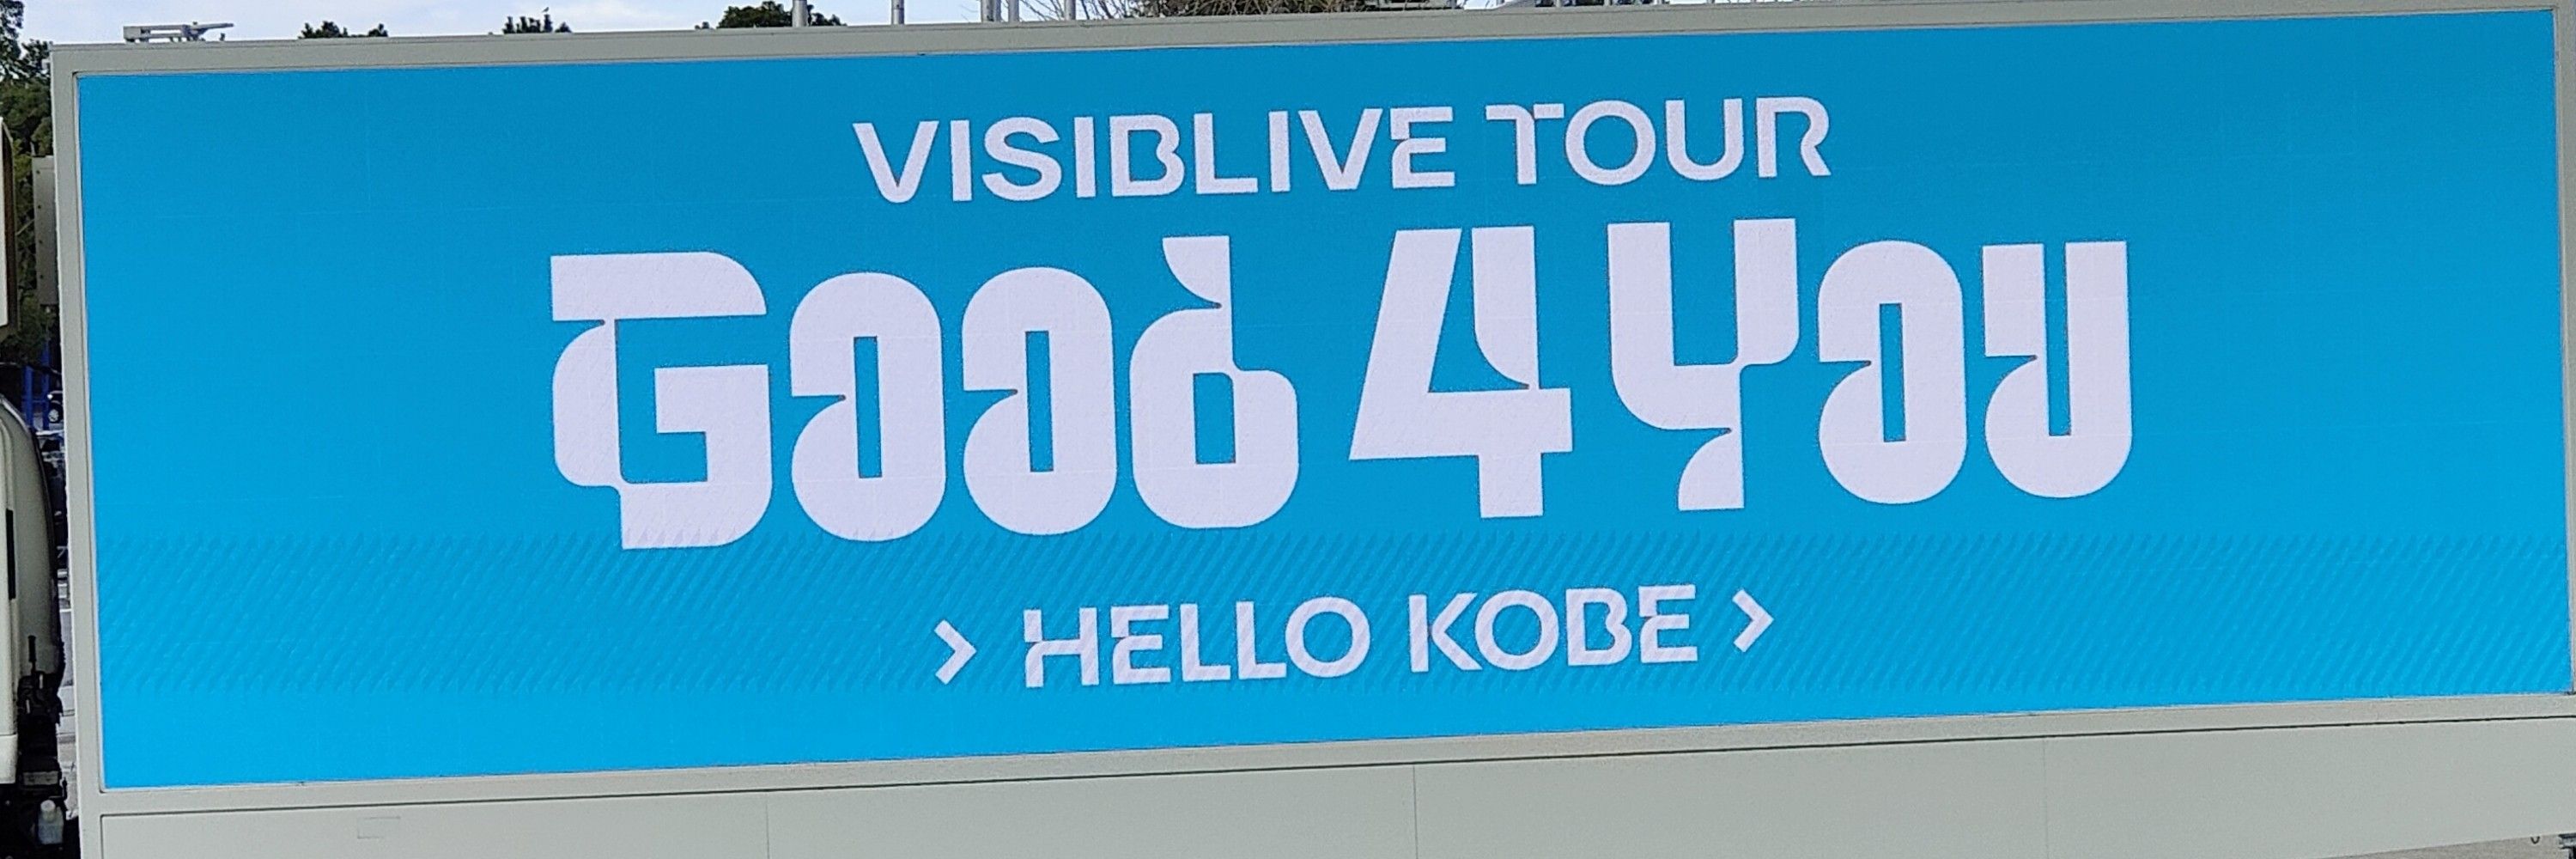 VISIBLIVE TOUR
Good 4 You
> HELLO KOBE >